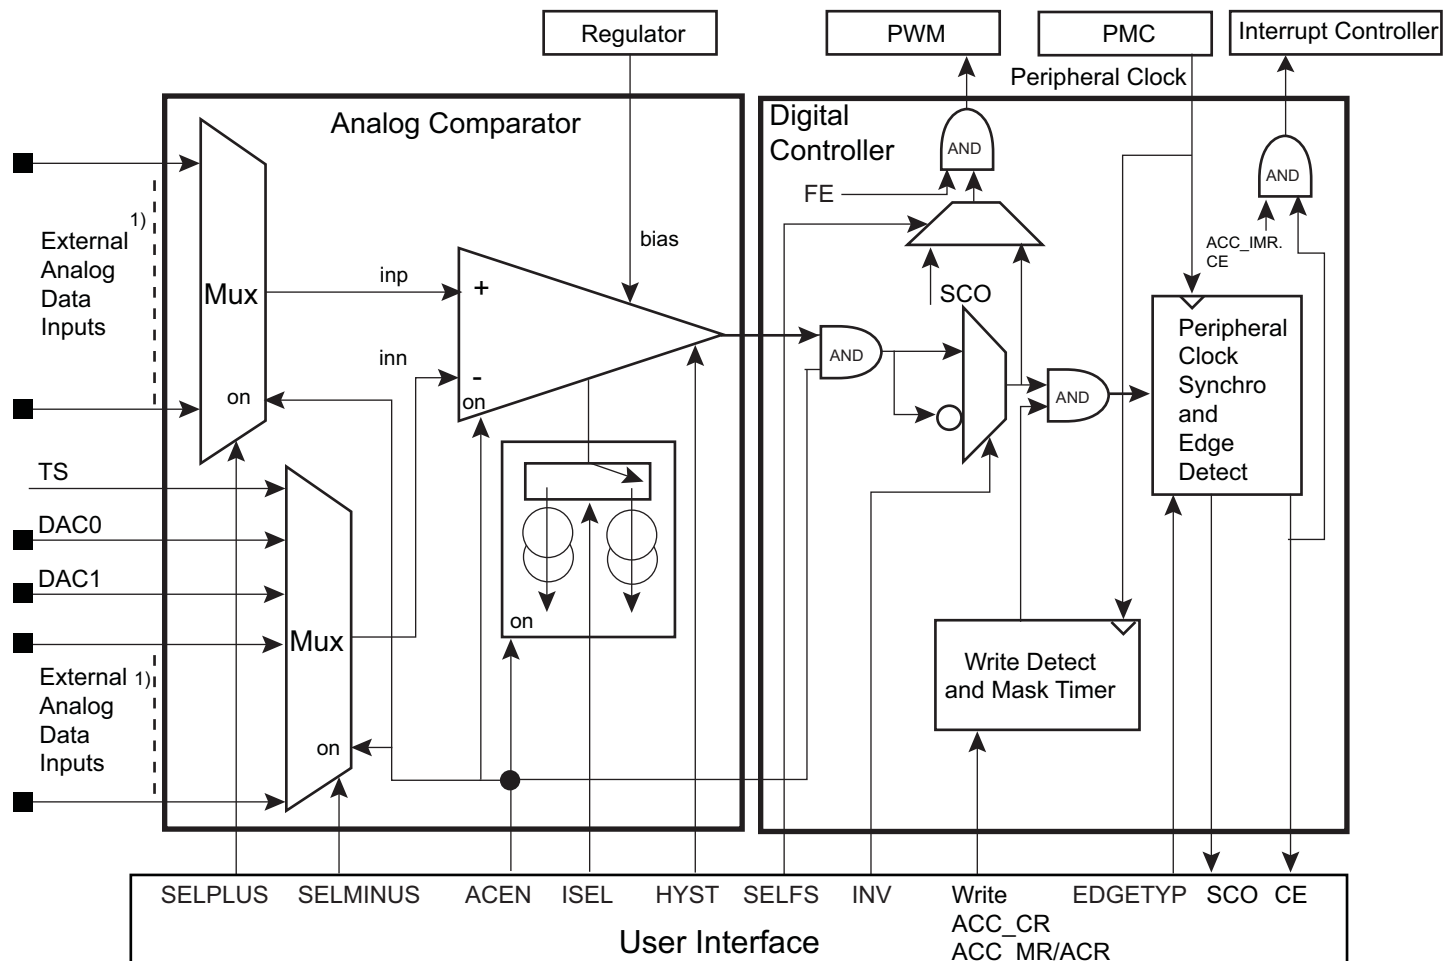 Regulator
PWM
PMC
Interrupt Controller
Peripheral Clock
Analog Comparator
Digital
Controller
AND
AND
FE
External 1)
Analog
Data
Inputs
Mux
on
inp
inn
bias
+
-
on
SCO
ACC_IMR.
CE
AND
AND
Peripheral
Clock
Synchro
and
Edge
Detect
TS
DAC0
DAC1
Mux
on
External 1)
Analog
Data
Inputs
on
Write Detect
and Mask Timer
SELPLUS
SELMINUS
ACEN
ISEL
HYST
SELFS
INV
Write
ACC_CR
ACC_MR/ACR
EDGETYP
SCO
CE
User Interface